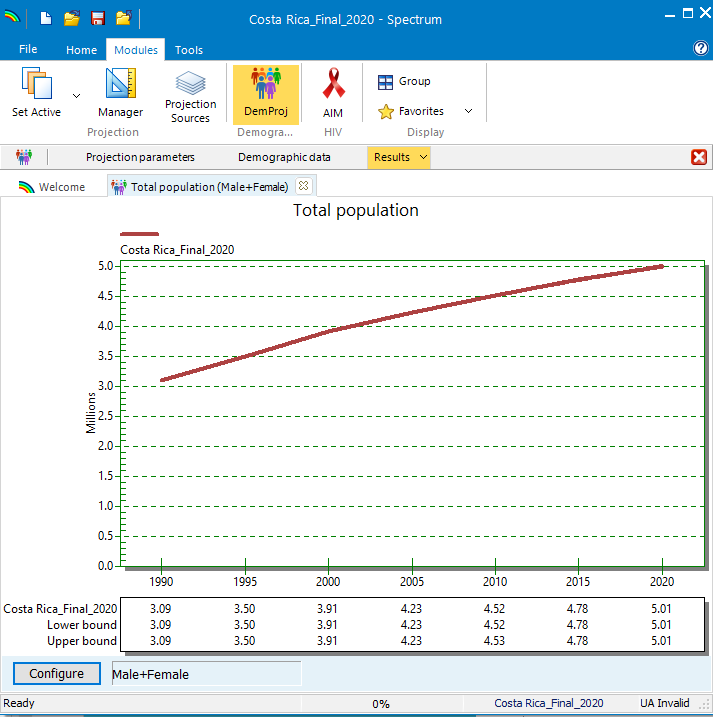 Costa Rica_Final_2020 - Spectrum
File Home Modules Tools
Set Active Manager Projection Sources DemProj AIM Group Favorites
Projection Demogra... HIV Display
Projection parameters Demographic data Results
Welcome Total population (Male+Female)
Total population
Costa Rica_Final_2020
Millions
5.0
4.5
4.0
3.5
3.0
2.5
2.0
1.5
1.0
0.5
0.0
1990 1995 2000 2005 2010 2015 2020
Costa Rica_Final_2020 3.09 3.50 3.91 4.23 4.52 4.78 5.01
Lower bound 3.09 3.50 3.91 4.23 4.52 4.78 5.01
Upper bound 3.09 3.50 3.91 4.23 4.53 4.78 5.01
Configure Male+Female
Ready 0% Costa Rica_Final_2020 UA Invalid